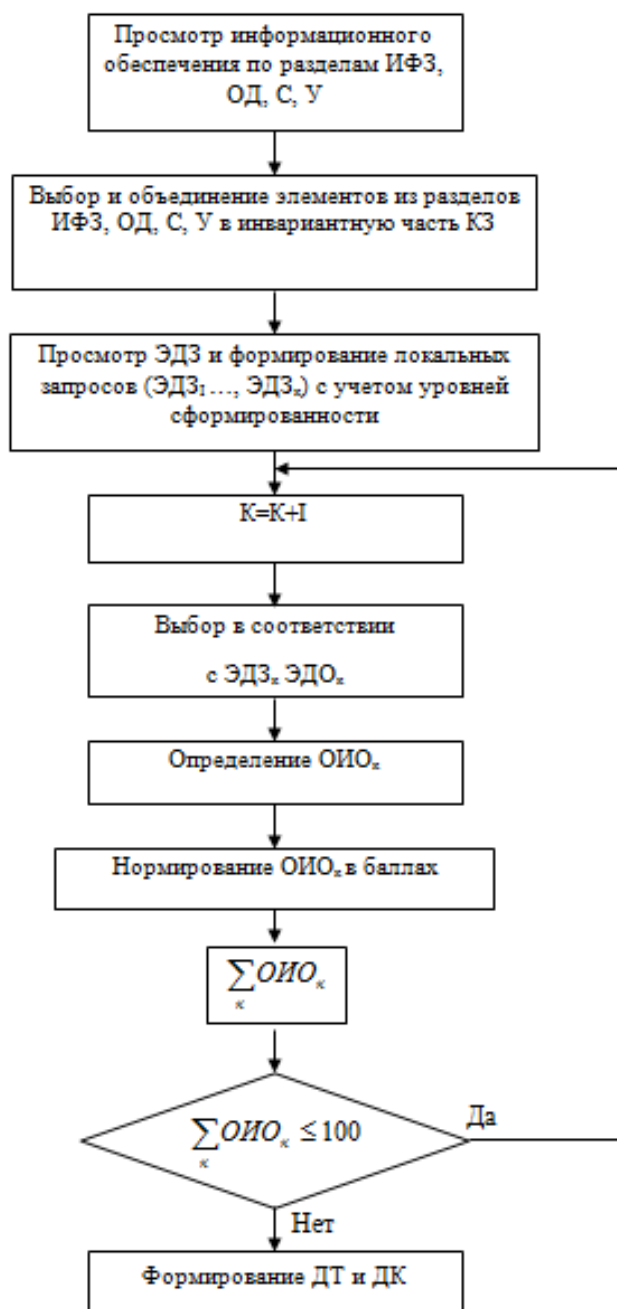 Просмотр информационного
обеспечения по разделам ИФЗ,
ОД, С, У
Выбор и объединение элементов из разделов
ИФЗ, ОД, С, У в инвариантную часть КЗ
Просмотр ЭДЗ и формирование локальных
запросов (ЭДЗ₁…, ЭДЗₖ) с учетом уровней
сформированности
К=К+I
Выбор в соответствии
с ЭДЗₖ ЭДОₖ
Определение ОИОₖ
Нормирование ОИОₖ в баллах
∑ₖ ОИОₖ
∑ₖ ОИОₖ ≤ 100
Да
Нет
Формирование ДТ и ДК